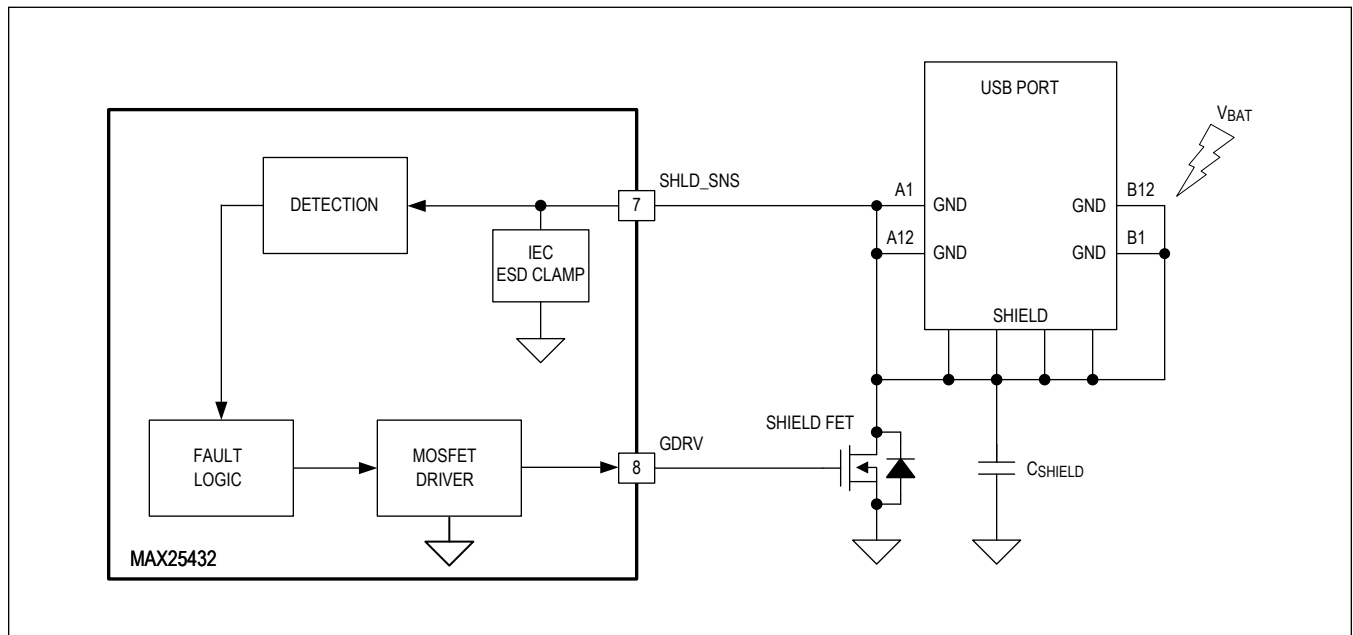 USB PORT
VBAT
SHLD_SNS
A1
GND
GND
B12
DETECTION
7
A12
GND
GND
B1
IEC
ESD CLAMP
SHIELD
SHIELD FET
GDRV
FAULT
LOGIC
MOSFET
DRIVER
8
CSHIELD
MAX25432